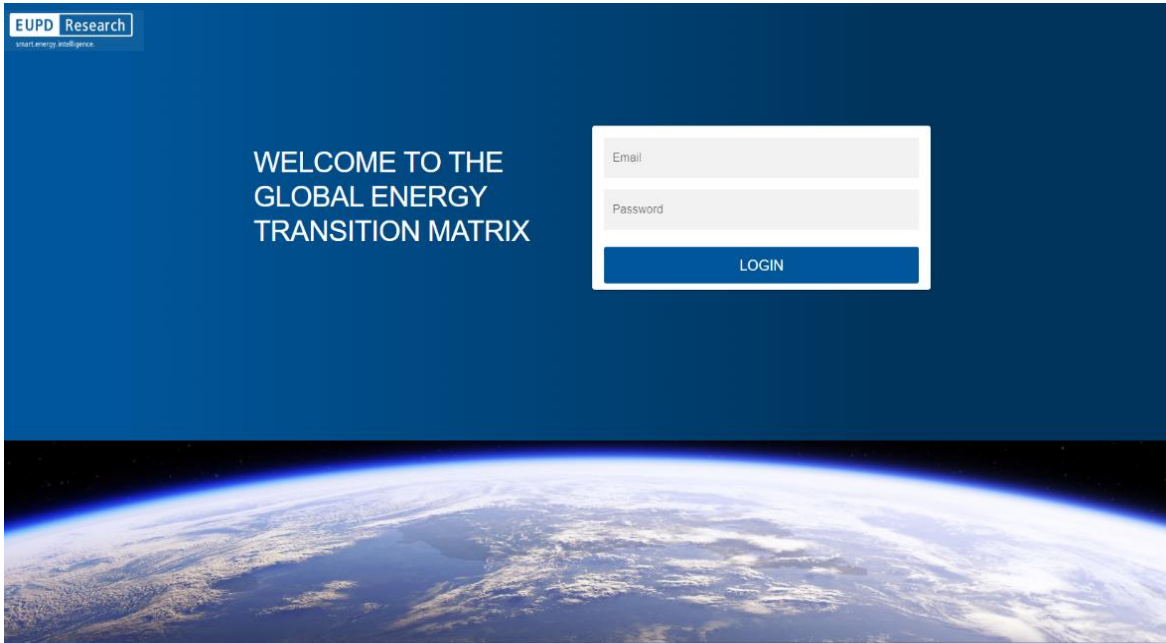 EUPD Research
smart.energy.intelligence.
WELCOME TO THE
GLOBAL ENERGY
TRANSITION MATRIX
Email
Password
LOGIN